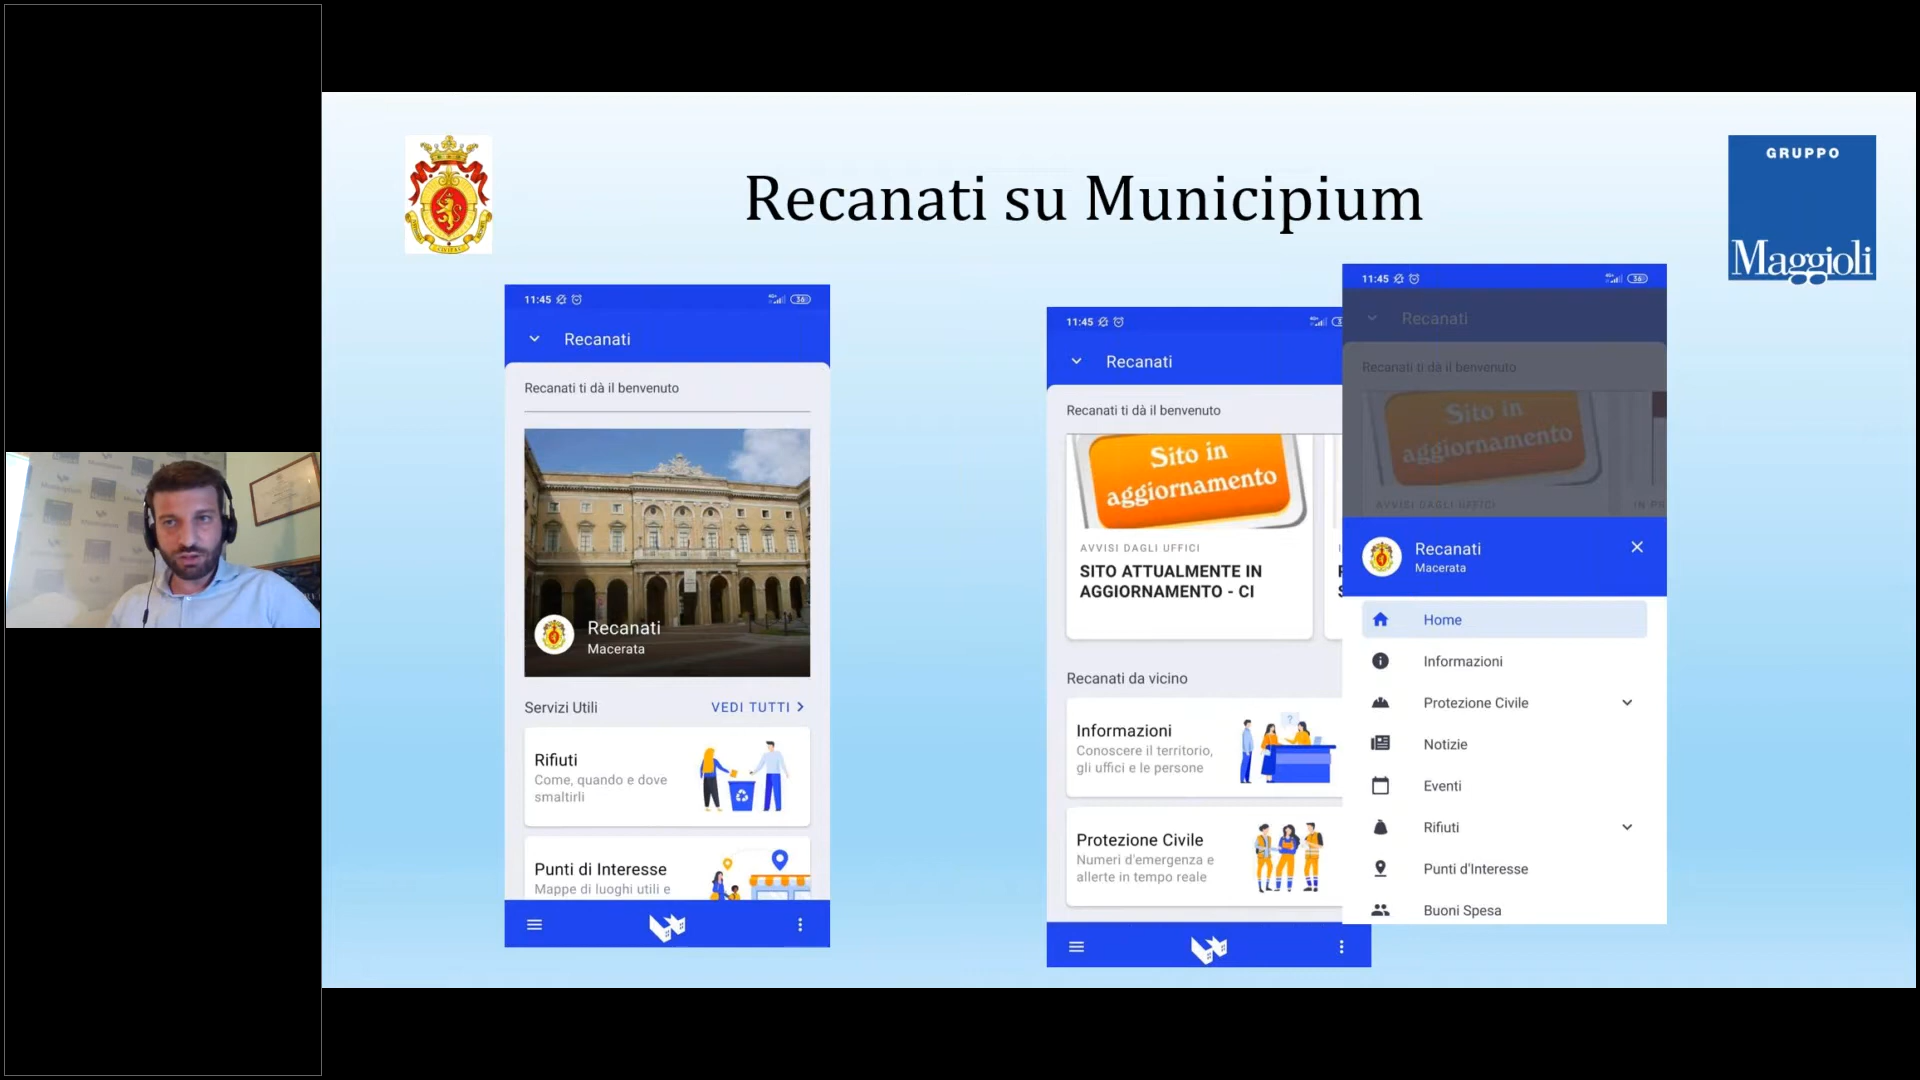 Recanati su Municipium
GRUPPO
Maggioli
11:45
36
Recanati
Recanati ti dà il benvenuto
Recanati
Macerata
Servizi Utili
VEDI TUTTI
Rifiuti
Come, quando e dove
smaltirli
Punti di Interesse
Mappe di luoghi utili e
11:45
Recanati
Recanati ti dà il benvenuto
Sito in
aggiornamento
AVVISI DAGLI UFFICI
SITO ATTUALMENTE IN
AGGIORNAMENTO - CI
Recanati da vicino
Informazioni
Conoscere il territorio,
gli uffici e le persone
Protezione Civile
Numeri d'emergenza e
allerte in tempo reale
11:45
36
Recanati
Recanati ti dà il benvenuto
Sito in
aggiornamento
AVVISI DAGLI UFFICI
IN PR
Recanati
Macerata
Home
Informazioni
Protezione Civile
Notizie
Eventi
Rifiuti
Punti d'Interesse
Buoni Spesa